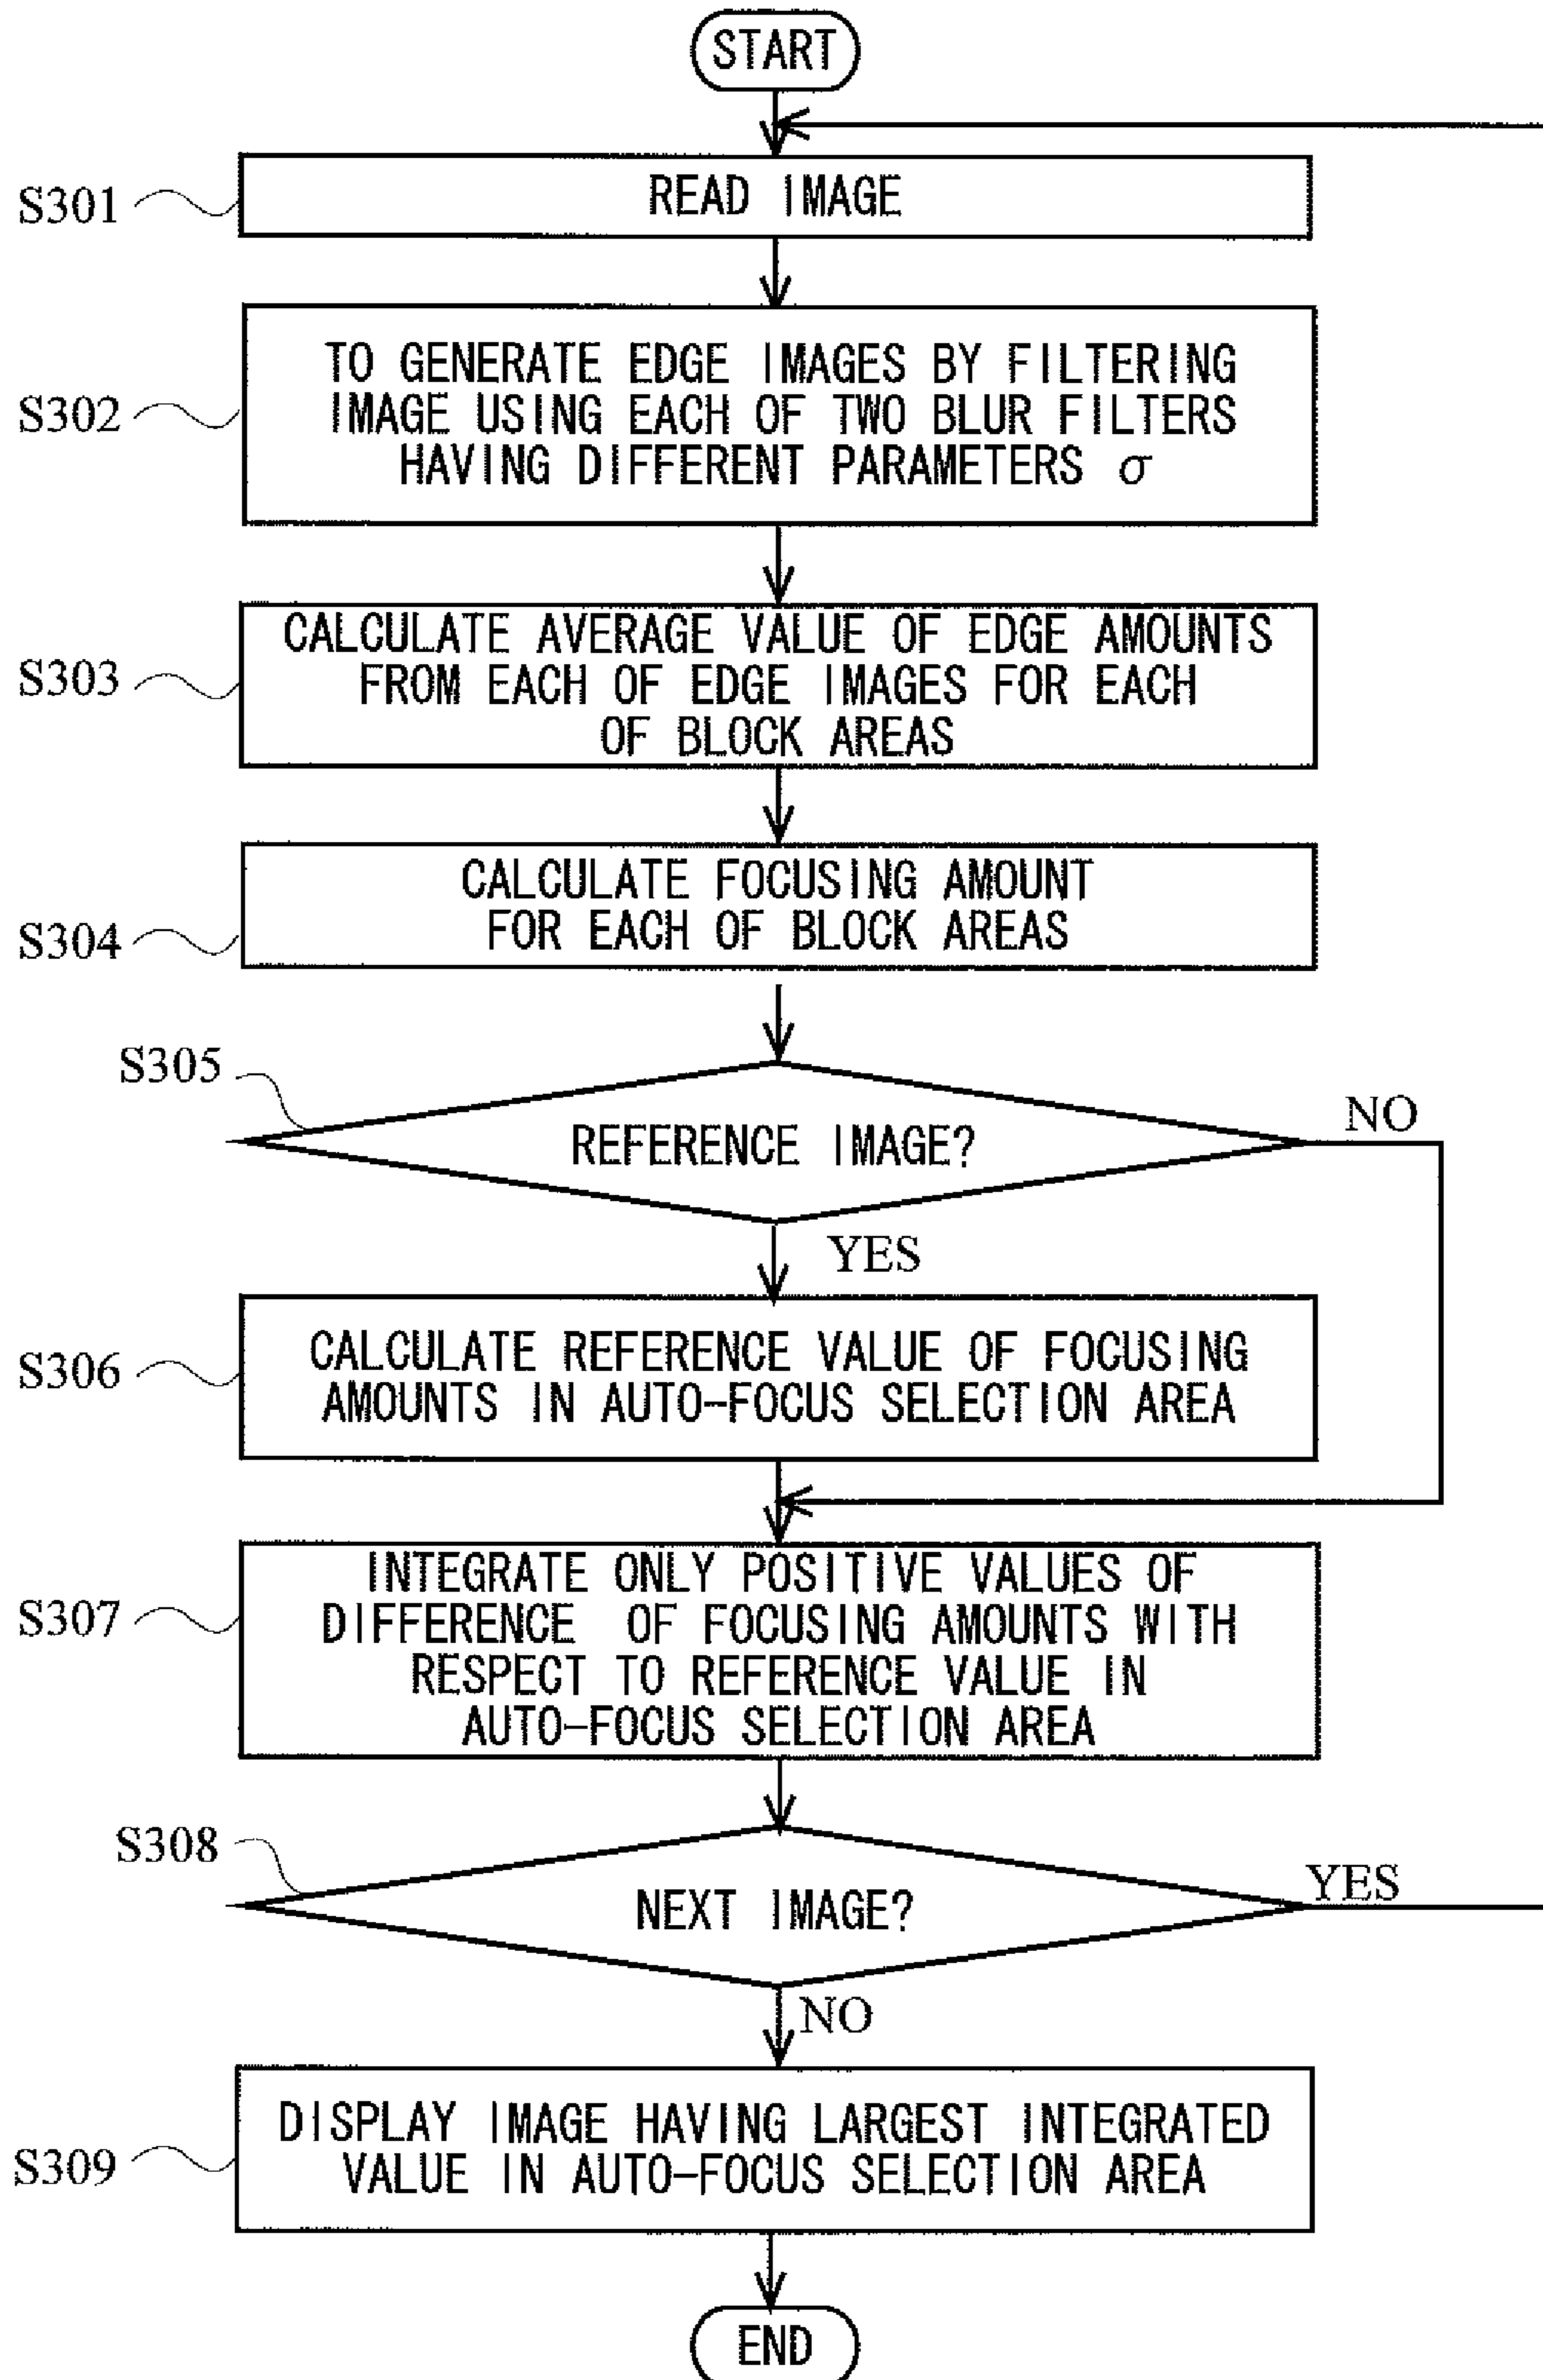 START
S301
READ IMAGE
S302
TO GENERATE EDGE IMAGES BY FILTERING
IMAGE USING EACH OF TWO BLUR FILTERS
HAVING DIFFERENT PARAMETERS σ
S303
CALCULATE AVERAGE VALUE OF EDGE AMOUNTS
FROM EACH OF EDGE IMAGES FOR EACH
OF BLOCK AREAS
S304
CALCULATE FOCUSING AMOUNT
FOR EACH OF BLOCK AREAS
S305
REFERENCE IMAGE?
NO
YES
S306
CALCULATE REFERENCE VALUE OF FOCUSING
AMOUNTS IN AUTO-FOCUS SELECTION AREA
S307
INTEGRATE ONLY POSITIVE VALUES OF
DIFFERENCE OF FOCUSING AMOUNTS WITH
RESPECT TO REFERENCE VALUE IN
AUTO-FOCUS SELECTION AREA
S308
NEXT IMAGE?
YES
NO
S309
DISPLAY IMAGE HAVING LARGEST INTEGRATED
VALUE IN AUTO-FOCUS SELECTION AREA
END